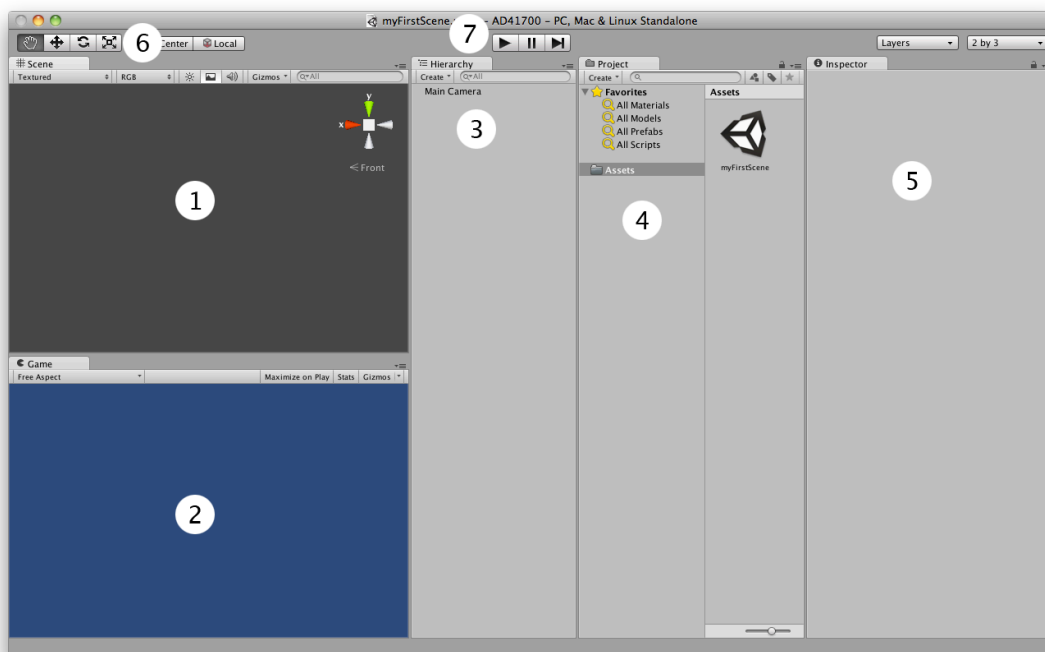 myFirstScene. - AD41700 - PC, Mac & Linux Standalone
6 Center Local 7 Layers 2 by 3
Scene
Textured RGB Gizmos All
y
x
Front
1
Game
Free Aspect Maximize on Play Stats Gizmos
2
Hierarchy
Create All
Main Camera
3
Project
Create
Favorites
All Materials
All Models
All Prefabs
All Scripts
Assets
4
Assets
myFirstScene
Inspector
5